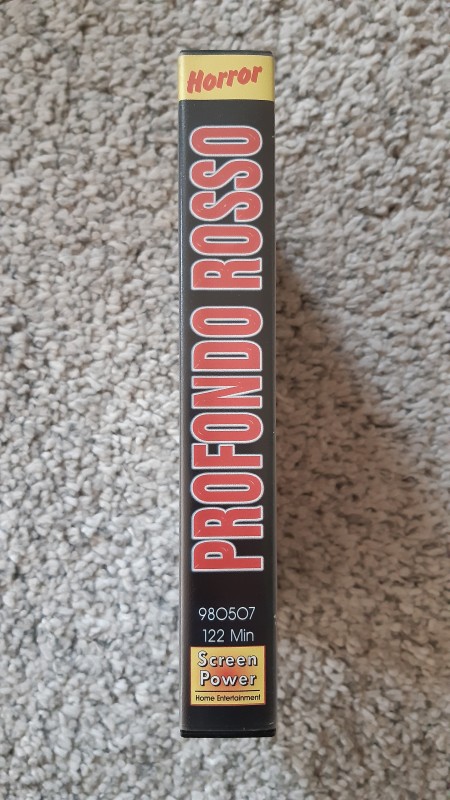 Horror
PROFONDO ROSSO
980507
122 Min
Screen
Power
Home Entertainment